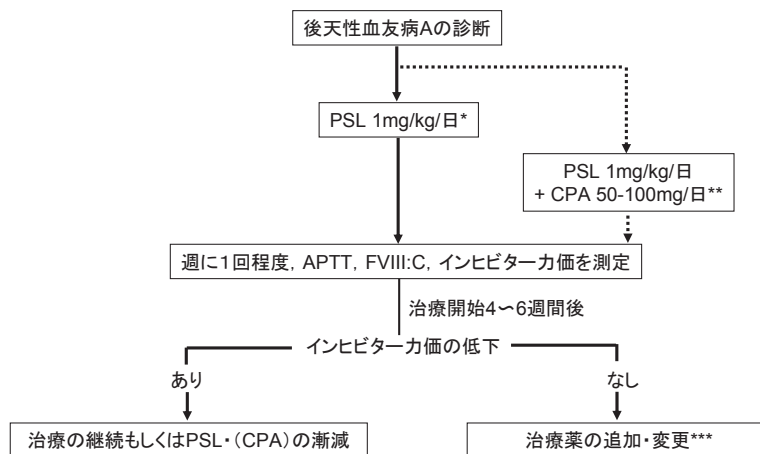 後天性血友病Aの診断
PSL 1mg/kg/日*
PSL 1mg/kg/日
+ CPA 50-100mg/日**
週に1回程度, APTT, FVIII:C, インヒビター力価を測定
治療開始4〜6週間後
インヒビター力価の低下
あり
なし
治療の継続もしくはPSL・(CPA)の漸減
治療薬の追加・変更***